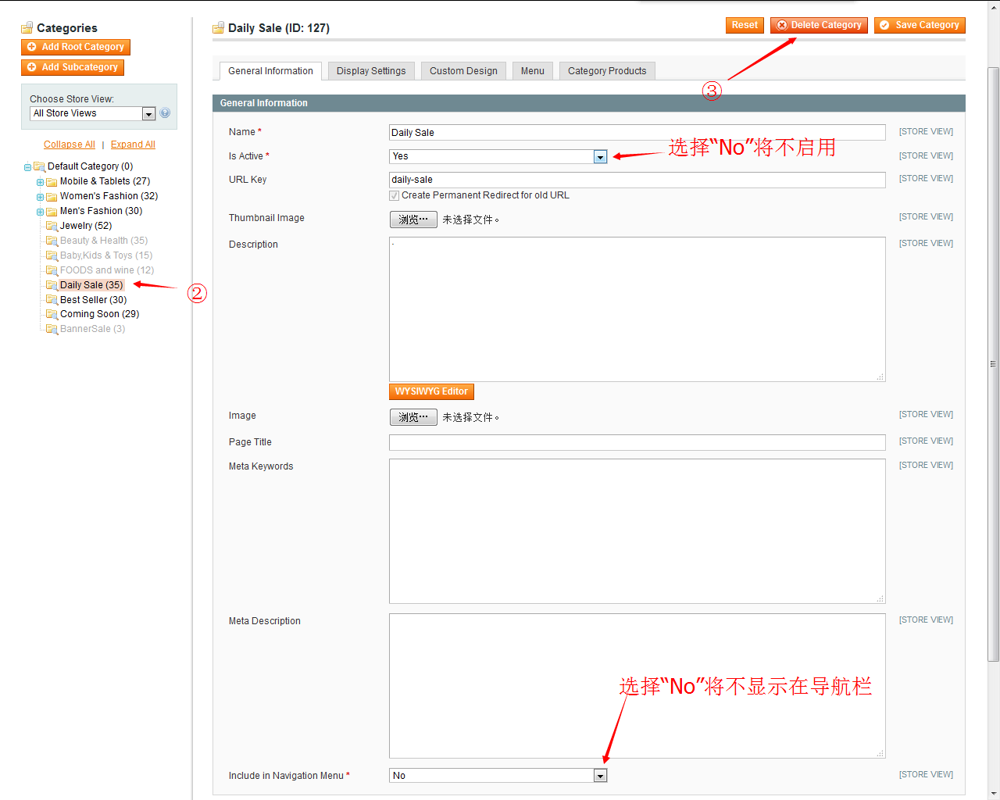 Categories
Add Root Category
Add Subcategory
Choose Store View:
All Store Views
Collapse All | Expand All
Default Category (0)
Mobile & Tablets (27)
Women's Fashion (32)
Men's Fashion (30)
Jewelry (52)
Beauty & Health (35)
Baby,Kids & Toys (15)
FOODS and wine (12)
Daily Sale (35)
②
Best Seller (30)
Coming Soon (29)
BannerSale (3)
Daily Sale (ID: 127)
Reset Delete Category Save Category
③
General Information Display Settings Custom Design Menu Category Products
General Information
Name * Daily Sale [STORE VIEW]
Is Active * Yes [STORE VIEW]
选择“No”将不启用
URL Key daily-sale [STORE VIEW]
Create Permanent Redirect for old URL
Thumbnail Image 浏览… 未选择文件。 [STORE VIEW]
Description [STORE VIEW]
WYSIWYG Editor
Image 浏览… 未选择文件。 [STORE VIEW]
Page Title [STORE VIEW]
Meta Keywords [STORE VIEW]
Meta Description [STORE VIEW]
选择“No”将不显示在导航栏
Include in Navigation Menu * No [STORE VIEW]